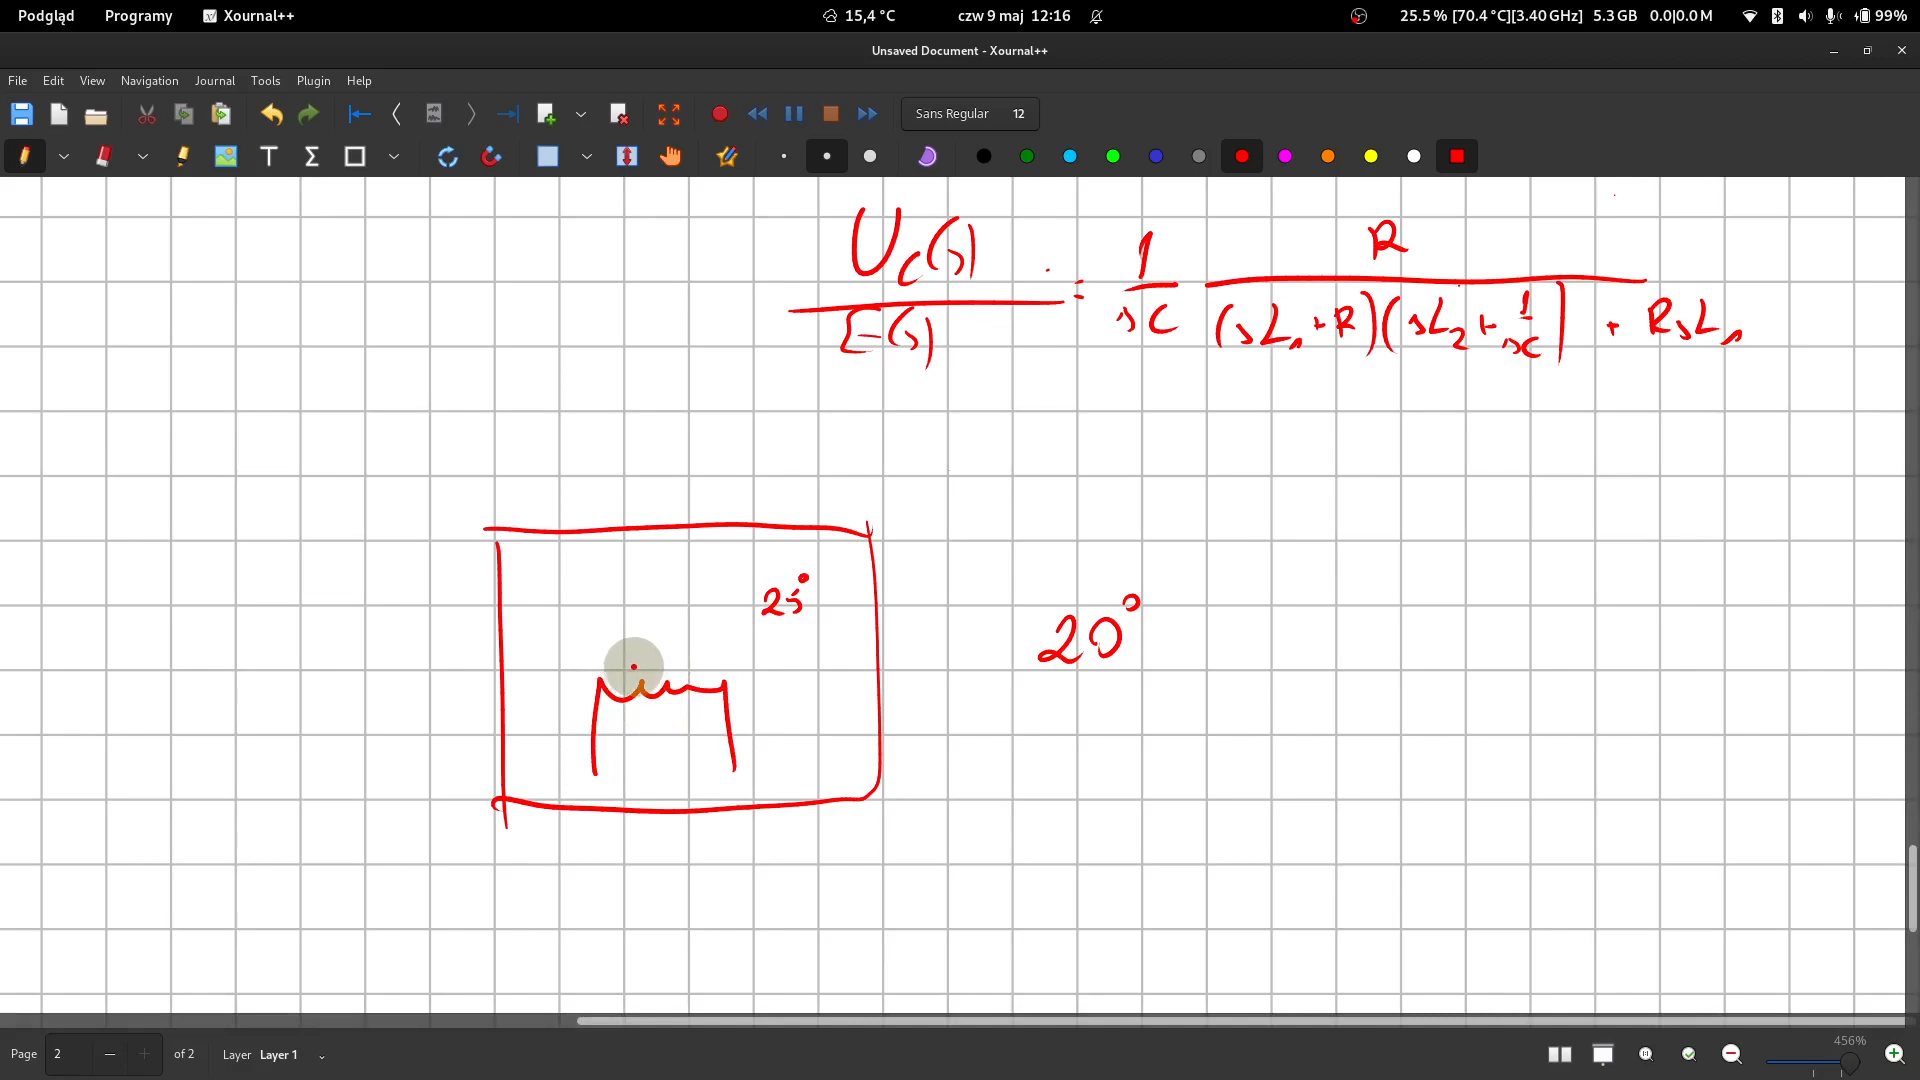 Podgląd Programy Xournal++ 15,4 °C czw 9 maj 12:16 25.5 % [70.4 °C][3.40 GHz] 5.3 GB 0.0|0.0 M 99%
Unsaved Document - Xournal++
File Edit View Navigation Journal Tools Plugin Help
Sans Regular 12
U_C(s) / E(s) = 1 / sC R / (sL₁ + R)(sL₂ + 1 / sC) + RsL₁
25°
20°
456%
Page 2 of 2 Layer Layer 1